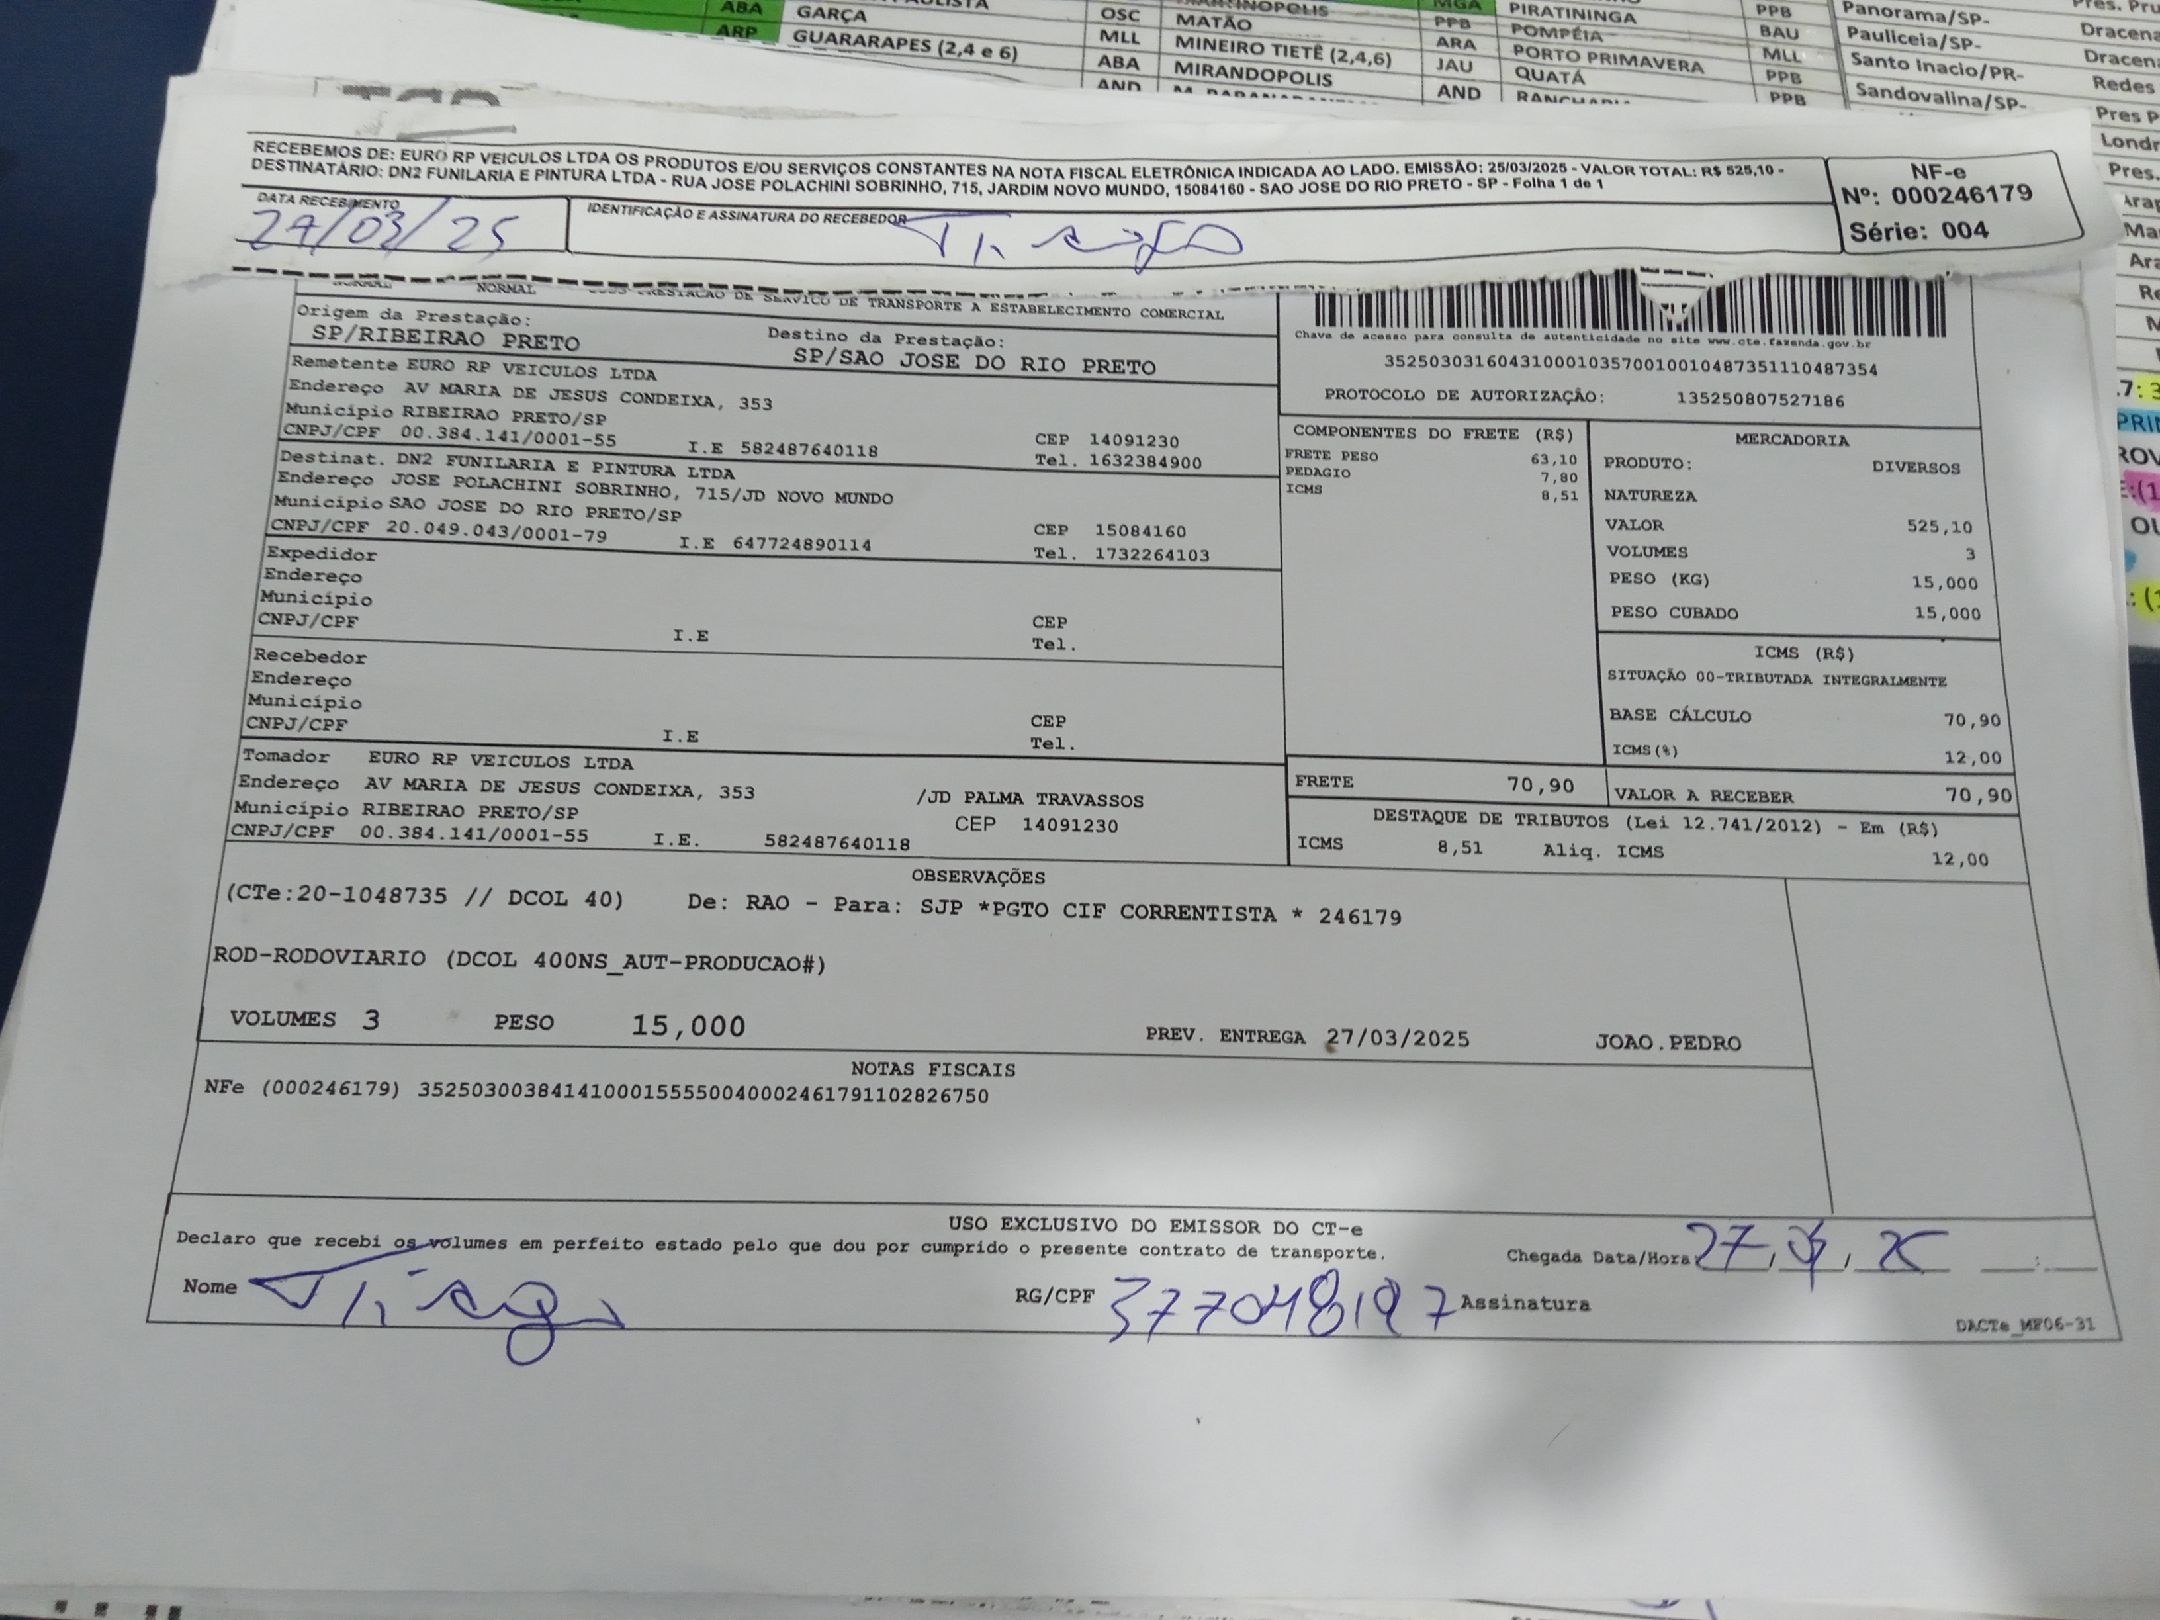 ABA GARÇA OSC MATÃO MGA PIRATININGA PPB Panorama/SP-
ARP GUARARAPES (2,4 e 6) MLL MINEIRO TIETÊ (2,4,6) PPB POMPÉIA BAU Pauliceia/SP- Dracena
ABA MIRANDOPOLIS ARA PORTO PRIMAVERA MLL Santo Inacio/PR-
AND JAU QUATÁ PPB Sandovalina/SP- Redes
AND RANCHARIA PPB Pres P
RECEBEMOS DE: EURO RP VEICULOS LTDA OS PRODUTOS E/OU SERVIÇOS CONSTANTES NA NOTA FISCAL ELETRÔNICA INDICADA AO LADO. EMISSÃO: 25/03/2025 - VALOR TOTAL: R$ 525,10 -
DESTINATÁRIO: DN2 FUNILARIA E PINTURA LTDA - RUA JOSE POLACHINI SOBRINHO, 715, JARDIM NOVO MUNDO, 15084160 - SAO JOSE DO RIO PRETO - SP - Folha 1 de 1
NF-e
Nº: 000246179
Série: 004
DATA RECEBIMENTO
27/03/25
IDENTIFICAÇÃO E ASSINATURA DO RECEBEDOR
Tiago
NORMAL NORMAL PRESTACAO DE SERVICO DE TRANSPORTE A ESTABELECIMENTO COMERCIAL
Origem da Prestação: Destino da Prestação:
SP/RIBEIRAO PRETO SP/SAO JOSE DO RIO PRETO
Chave de acesso para consulta de autenticidade no site www.cte.fazenda.gov.br
35250303160431000103570010010487351110487354
PROTOCOLO DE AUTORIZAÇÃO: 135250807527186
Remetente EURO RP VEICULOS LTDA
Endereço AV MARIA DE JESUS CONDEIXA, 353
Município RIBEIRAO PRETO/SP CEP 14091230
CNPJ/CPF 00.384.141/0001-55 I.E 582487640118 Tel. 1632384900
Destinat. DN2 FUNILARIA E PINTURA LTDA
Endereço JOSE POLACHINI SOBRINHO, 715/JD NOVO MUNDO
Município SAO JOSE DO RIO PRETO/SP CEP 15084160
CNPJ/CPF 20.049.043/0001-79 I.E 647724890114 Tel. 1732264103
Expedidor
Endereço
Município CEP
CNPJ/CPF I.E Tel.
Recebedor
Endereço
Município CEP
CNPJ/CPF I.E Tel.
Tomador EURO RP VEICULOS LTDA
Endereço AV MARIA DE JESUS CONDEIXA, 353 /JD PALMA TRAVASSOS
Município RIBEIRAO PRETO/SP CEP 14091230
CNPJ/CPF 00.384.141/0001-55 I.E. 582487640118
COMPONENTES DO FRETE (R$)
FRETE PESO 63,10
PEDAGIO 7,80
ICMS 8,51
MERCADORIA
PRODUTO: DIVERSOS
NATUREZA
VALOR 525,10
VOLUMES 3
PESO (KG) 15,000
PESO CUBADO 15,000
ICMS (R$)
SITUAÇÃO 00-TRIBUTADA INTEGRALMENTE
BASE CÁLCULO 70,90
ICMS(%) 12,00
FRETE 70,90 VALOR A RECEBER 70,90
DESTAQUE DE TRIBUTOS (Lei 12.741/2012) - Em (R$)
ICMS 8,51 Aliq. ICMS 12,00
OBSERVAÇÕES
(CTe:20-1048735 // DCOL 40) De: RAO - Para: SJP *PGTO CIF CORRENTISTA * 246179
ROD-RODOVIARIO (DCOL 400NS_AUT-PRODUCAO#)
VOLUMES 3 PESO 15,000 PREV. ENTREGA 27/03/2025 JOAO.PEDRO
NOTAS FISCAIS
NFe (000246179) 35250300384141000155550040002461791102826750
USO EXCLUSIVO DO EMISSOR DO CT-e
Declaro que recebi os volumes em perfeito estado pelo que dou por cumprido o presente contrato de transporte. Chegada Data/Hora
Nome Tiago RG/CPF 377048197 Assinatura
DACTe_MF06-31